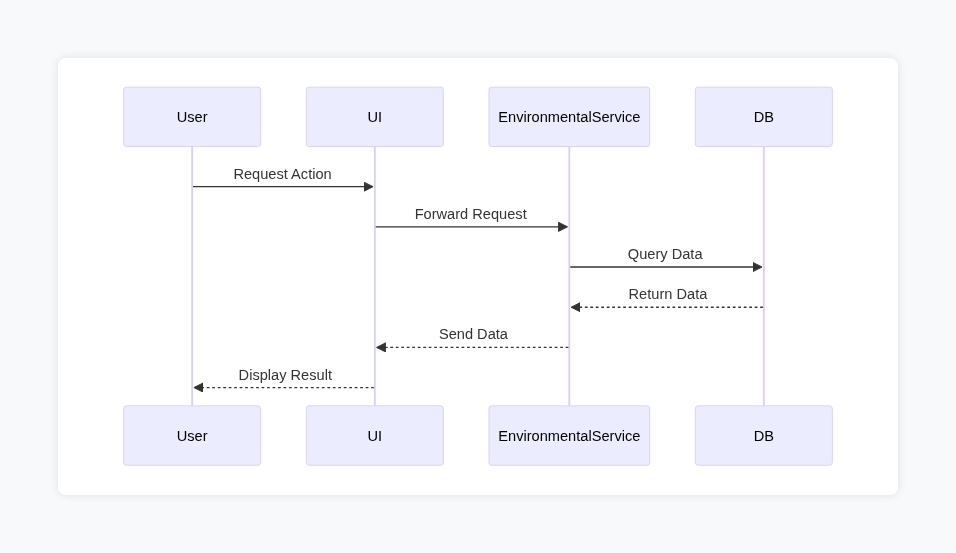 User
UI
EnvironmentalService
DB
Request Action
Forward Request
Query Data
Return Data
Send Data
Display Result
User
UI
EnvironmentalService
DB